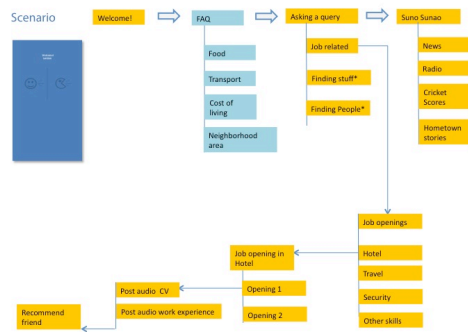 Scenario
Welcome!
FAQ
Asking a query
Suno Sunao
Food
Transport
Cost of
living
Neighborhood
area
Job related
Finding stuff*
Finding People*
News
Radio
Cricket
Scores
Hometown
stories
Job openings
Hotel
Travel
Security
Other skills
Job opening in
Hotel
Opening 1
Opening 2
Post audio CV
Post audio work experience
Recommend
friend